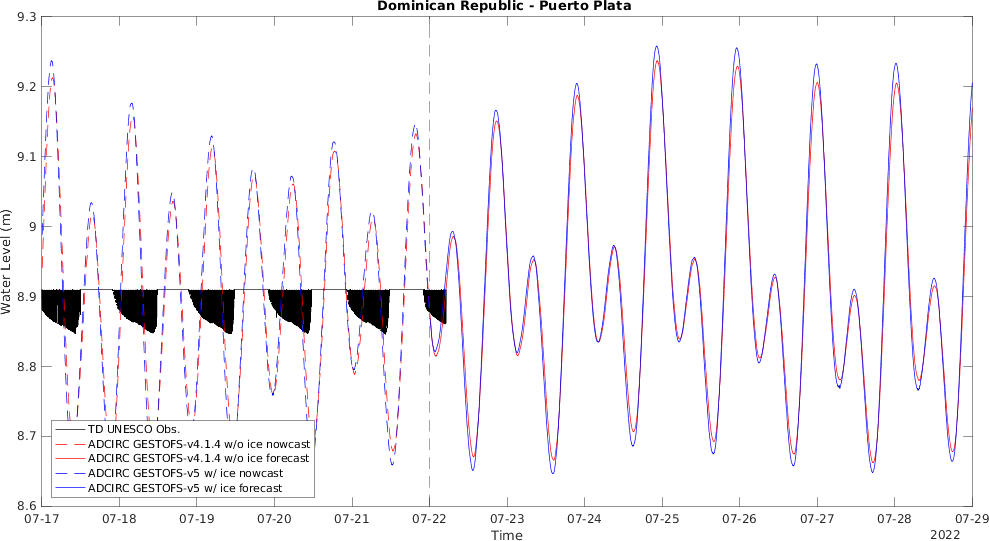 Dominican Republic - Puerto Plata
9.3
9.2
9.1
9
8.9
8.8
8.7
8.6
Water Level (m)
TD UNESCO Obs.
ADCIRC GESTOFS-v4.1.4 w/o ice nowcast
ADCIRC GESTOFS-v4.1.4 w/o ice forecast
ADCIRC GESTOFS-v5 w/ ice nowcast
ADCIRC GESTOFS-v5 w/ ice forecast
07-17 07-18 07-19 07-20 07-21 07-22 07-23 07-24 07-25 07-26 07-27 07-28 07-29
Time
2022